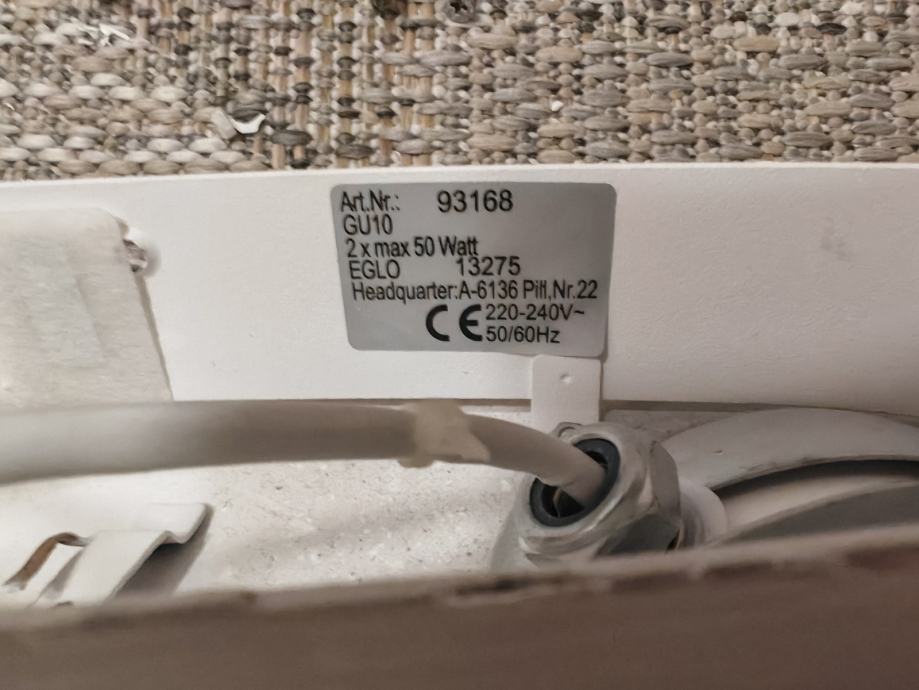 Art.Nr.: 93168
GU10
2 x max 50 Watt
EGLO 13275
Headquarter:A-6136 Pill,Nr.22
CE 220-240V~
50/60Hz